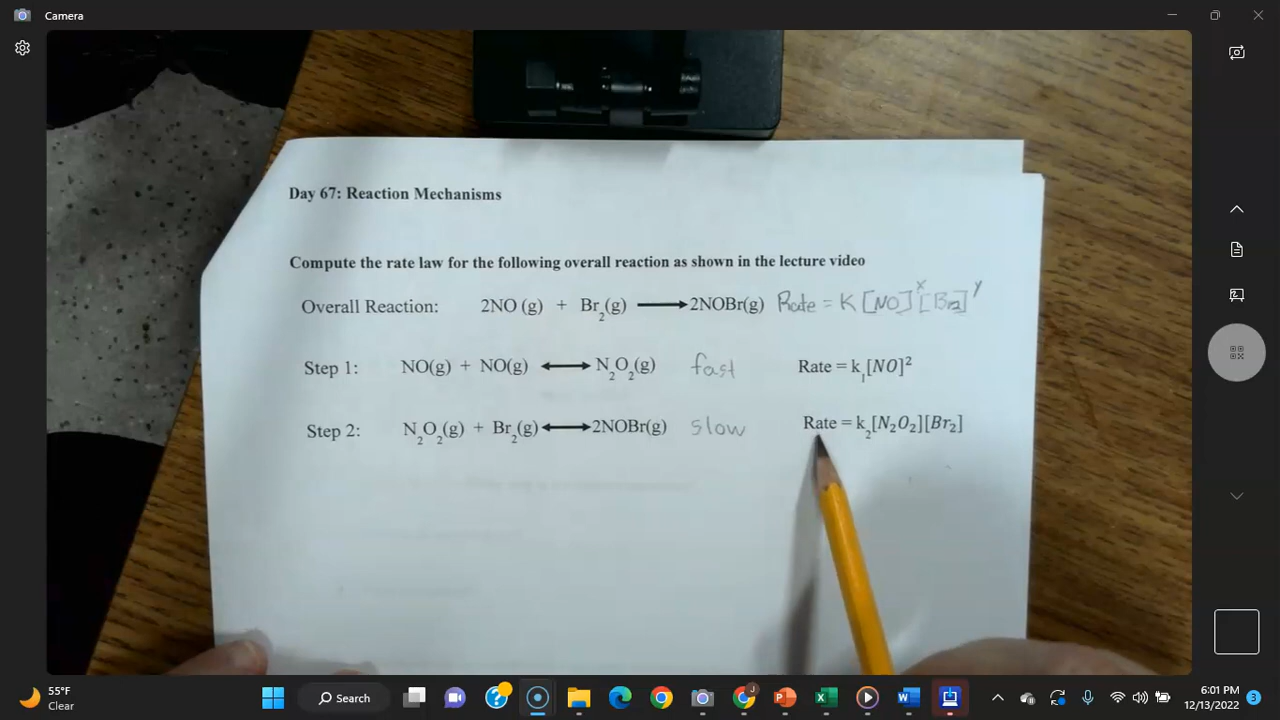 Camera
Day 67: Reaction Mechanisms
Compute the rate law for the following overall reaction as shown in the lecture video
Overall Reaction: 2NO (g) + Br₂(g) ⟶ 2NOBr(g) Rate = K [NO]ˣ [Br₂]ʸ
Step 1: NO(g) + NO(g) ⟷ N₂O₂(g) fast Rate = k₁[NO]²
Step 2: N₂O₂(g) + Br₂(g) ⟷ 2NOBr(g) slow Rate = k₂[N₂O₂][Br₂]
55°F
Clear
Search
6:01 PM
12/13/2022
3